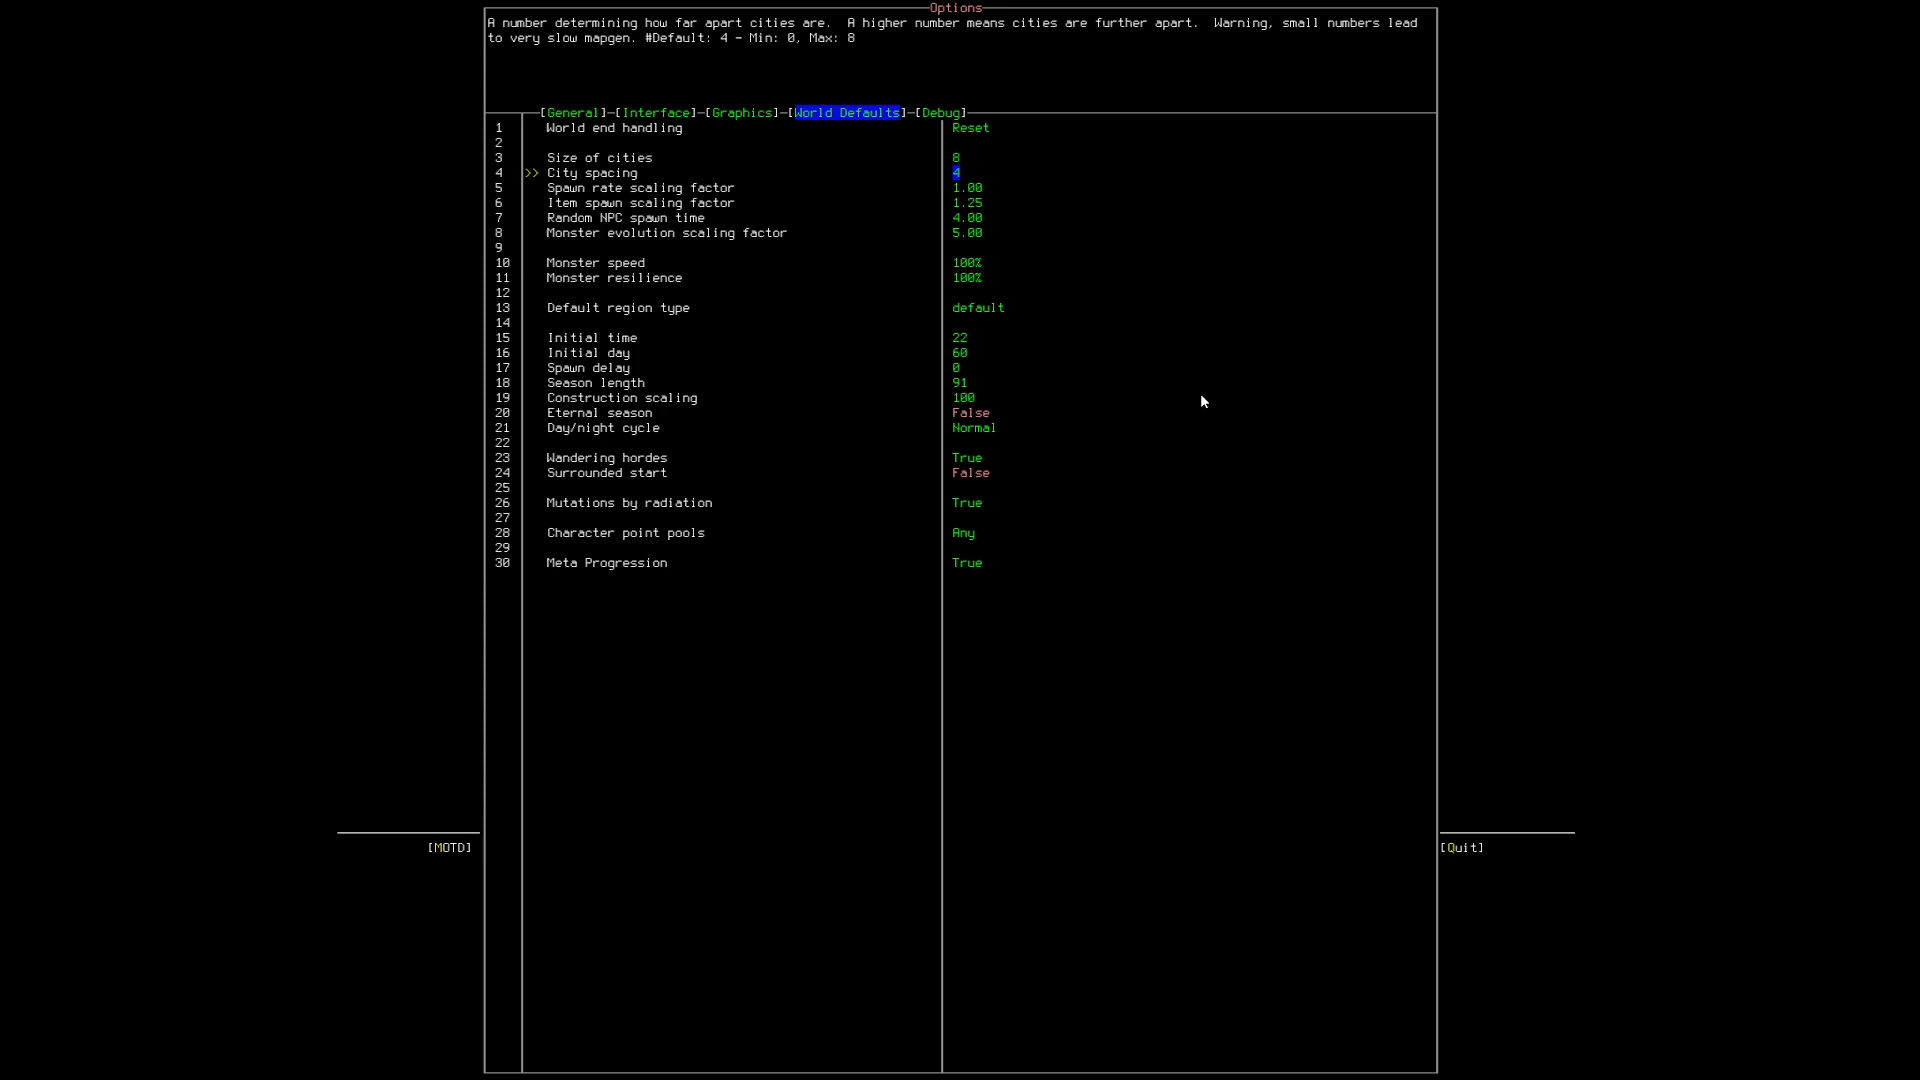 Options
A number determining how far apart cities are.  A higher number means cities are further apart.  Warning, small numbers lead
to very slow mapgen. #Default: 4 - Min: 0, Max: 8
[General]-[Interface]-[Graphics]-[World Defaults]-[Debug]
1 World end handling Reset
2
3 Size of cities 8
4 >> City spacing 4
5 Spawn rate scaling factor 1.00
6 Item spawn scaling factor 1.25
7 Random NPC spawn time 4.00
8 Monster evolution scaling factor 5.00
9
10 Monster speed 100%
11 Monster resilience 100%
12
13 Default region type default
14
15 Initial time 22
16 Initial day 60
17 Spawn delay 0
18 Season length 91
19 Construction scaling 100
20 Eternal season False
21 Day/night cycle Normal
22
23 Wandering hordes True
24 Surrounded start False
25
26 Mutations by radiation True
27
28 Character point pools Any
29
30 Meta Progression True
[MOTD] [Quit]